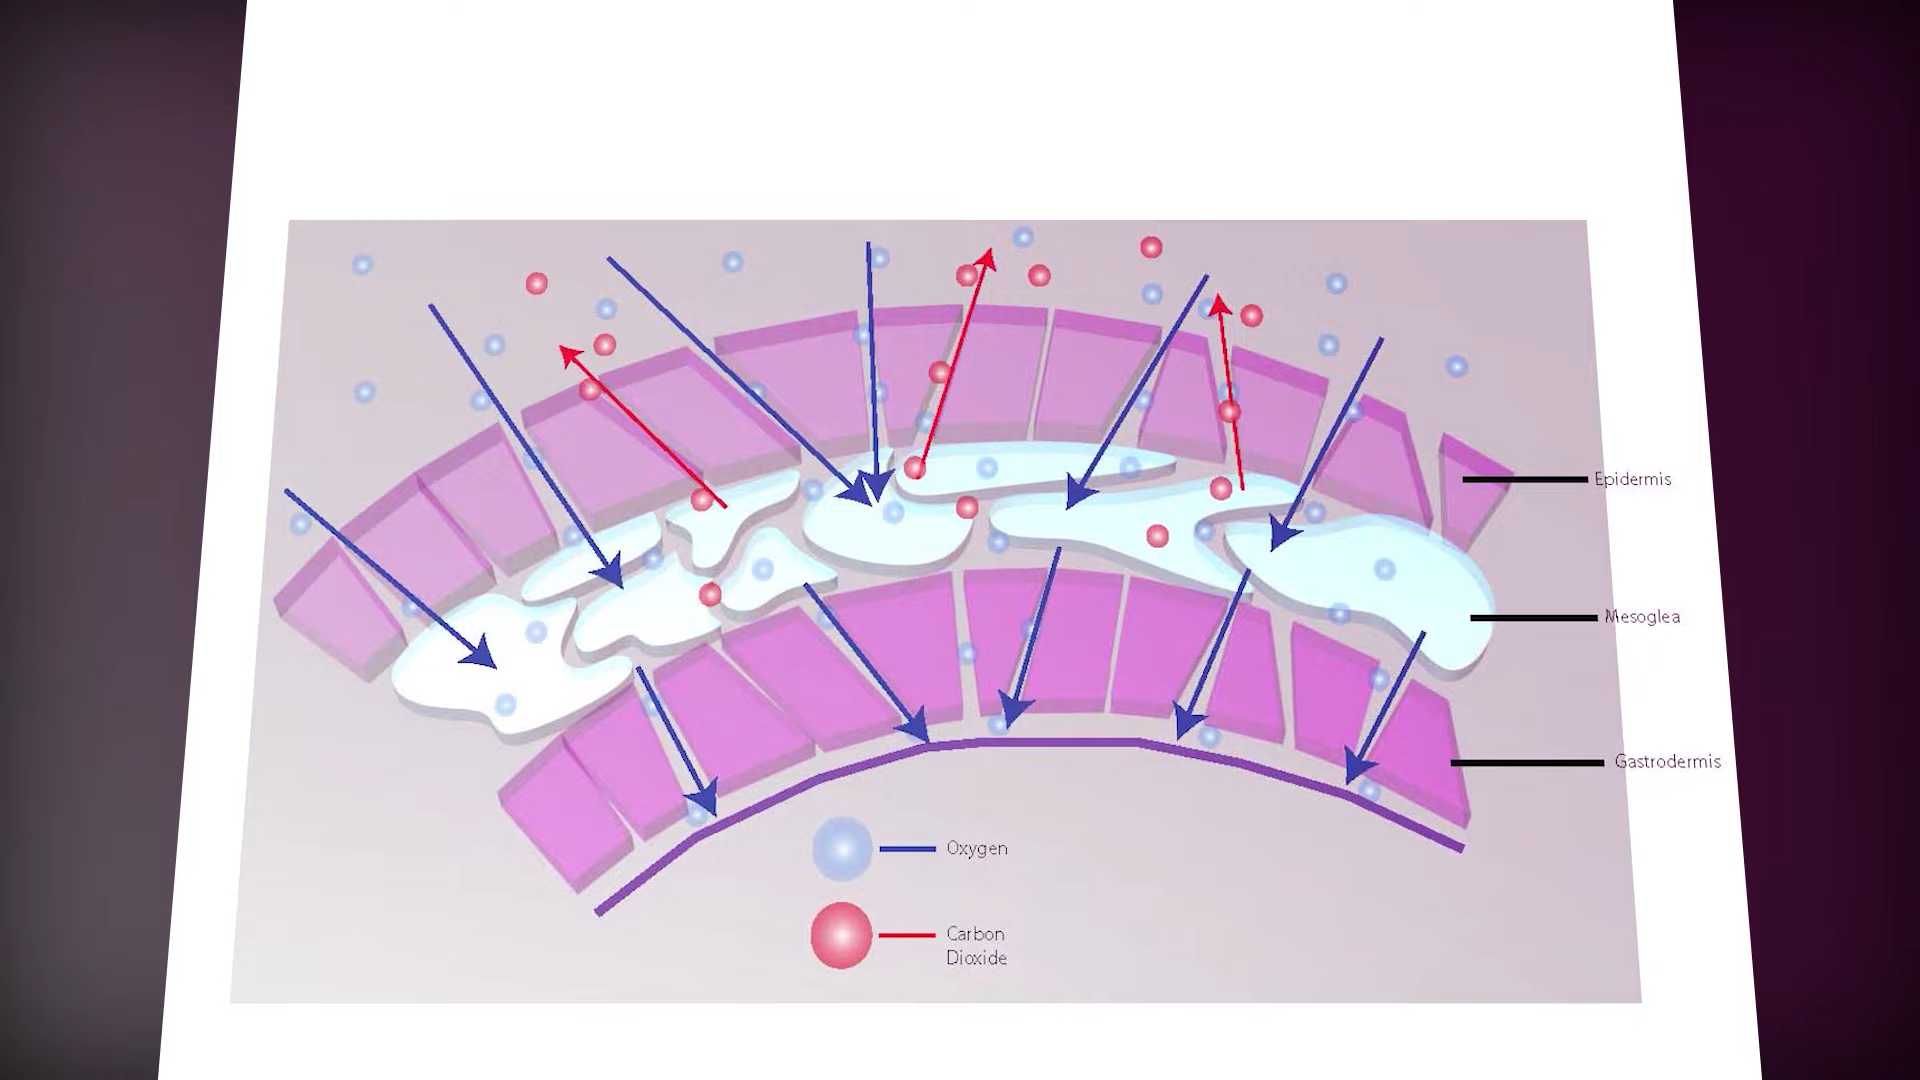 Epidermis
Mesoglea
Gastrodermis
Oxygen
Carbon
Dioxide